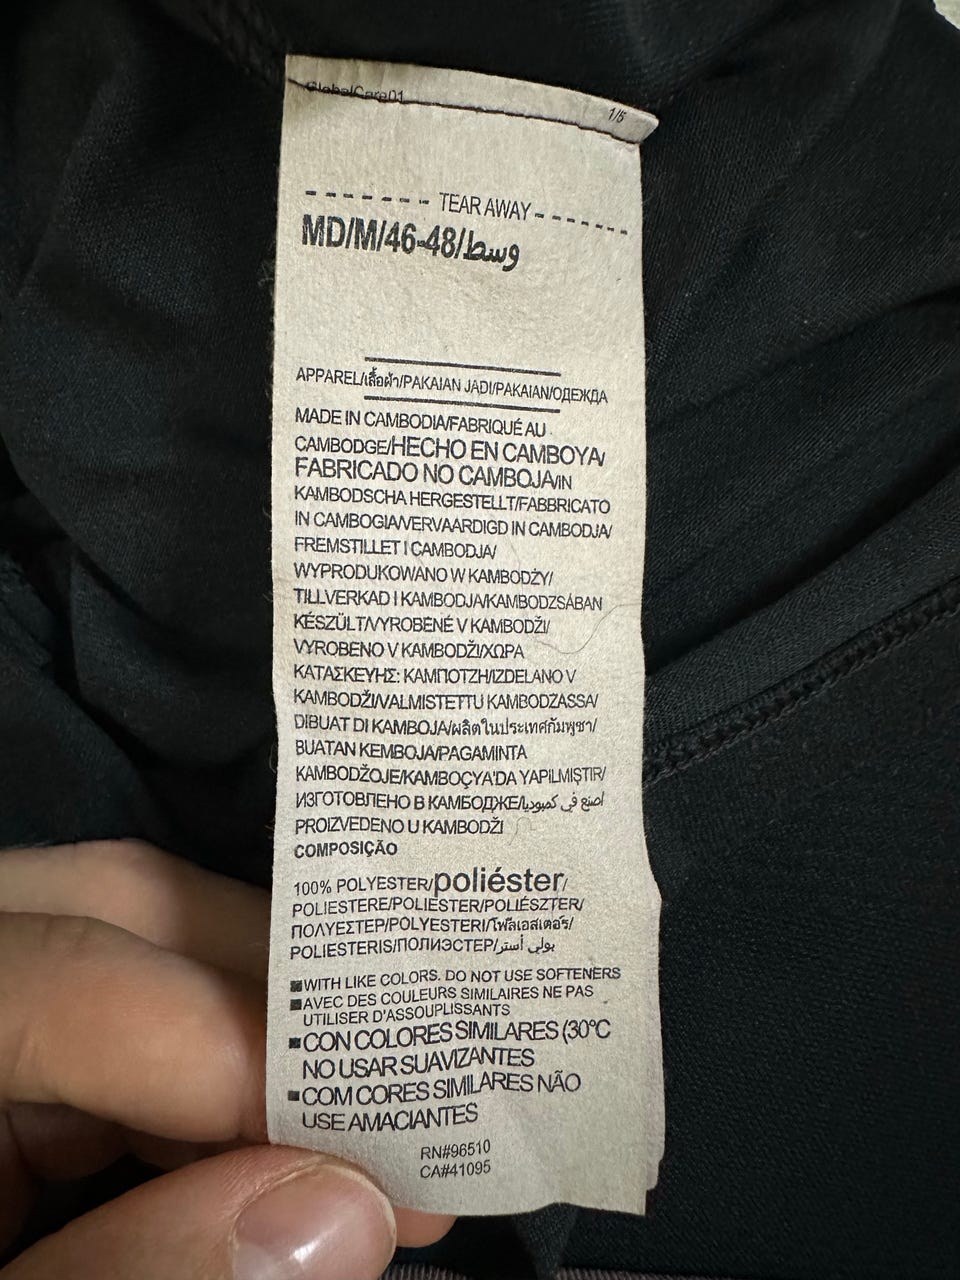 GlobalCare01
1/5
TEAR AWAY
MD/M/46-48/وسط
APPAREL/เสื้อผ้า/PAKAIAN JADI/PAKAIAN/ОДЕЖДА
MADE IN CAMBODIA/FABRIQUÉ AU
CAMBODGE/HECHO EN CAMBOYA/
FABRICADO NO CAMBOJA/IN
KAMBODSCHA HERGESTELLT/FABBRICATO
IN CAMBOGIA/VERVAARDIGD IN CAMBODJA/
FREMSTILLET I CAMBODJA/
WYPRODUKOWANO W KAMBODŻY/
TILLVERKAD I KAMBODJA/KAMBODZSÁBAN
KÉSZÜLT/VYROBENÉ V KAMBODŽI/
VYROBENO V KAMBODŽI/ΧΩΡΑ
ΚΑΤΑΣΚΕΥΗΣ: ΚΑΜΠΟΤΖΗ/IZDELANO V
KAMBODŽI/VALMISTETTU KAMBODZASSA/
DIBUAT DI KAMBOJA/ผลิตในประเทศกัมพูชา/
BUATAN KEMBOJA/PAGAMINTA
KAMBODŽOJE/KAMBOÇYA'DA YAPILMIŞTIR/
ИЗГОТОВЛЕНО В КАМБОДЖЕ/اصنع في كمبوديا
PROIZVEDENO U KAMBODŽI
COMPOSIÇÃO
100% POLYESTER/poliéster/
POLIESTERE/POLIESTER/POLIÉSZTER/
ΠΟΛΥΕΣΤΕΡ/POLYESTERI/โพลีเอสเตอร์/
POLIESTERIS/ПОЛИЭСТЕР/بولي أستر
WITH LIKE COLORS. DO NOT USE SOFTENERS
AVEC DES COULEURS SIMILAIRES NE PAS
UTILISER D'ASSOUPLISSANTS
CON COLORES SIMILARES (30°C
NO USAR SUAVIZANTES
COM CORES SIMILARES NÃO
USE AMACIANTES
RN#96510
CA#41095